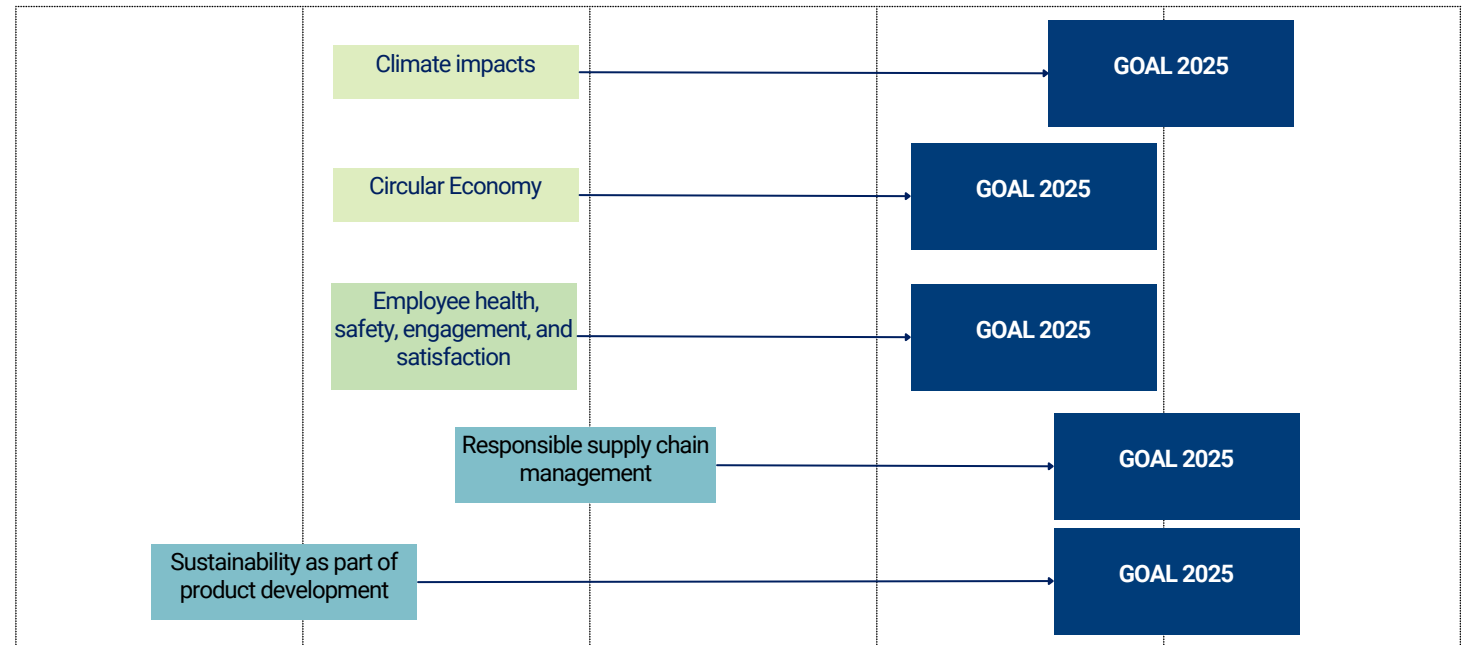 Climate impacts
GOAL 2025
Circular Economy
GOAL 2025
Employee health,
safety, engagement, and
satisfaction
GOAL 2025
Responsible supply chain
management
GOAL 2025
Sustainability as part of
product development
GOAL 2025